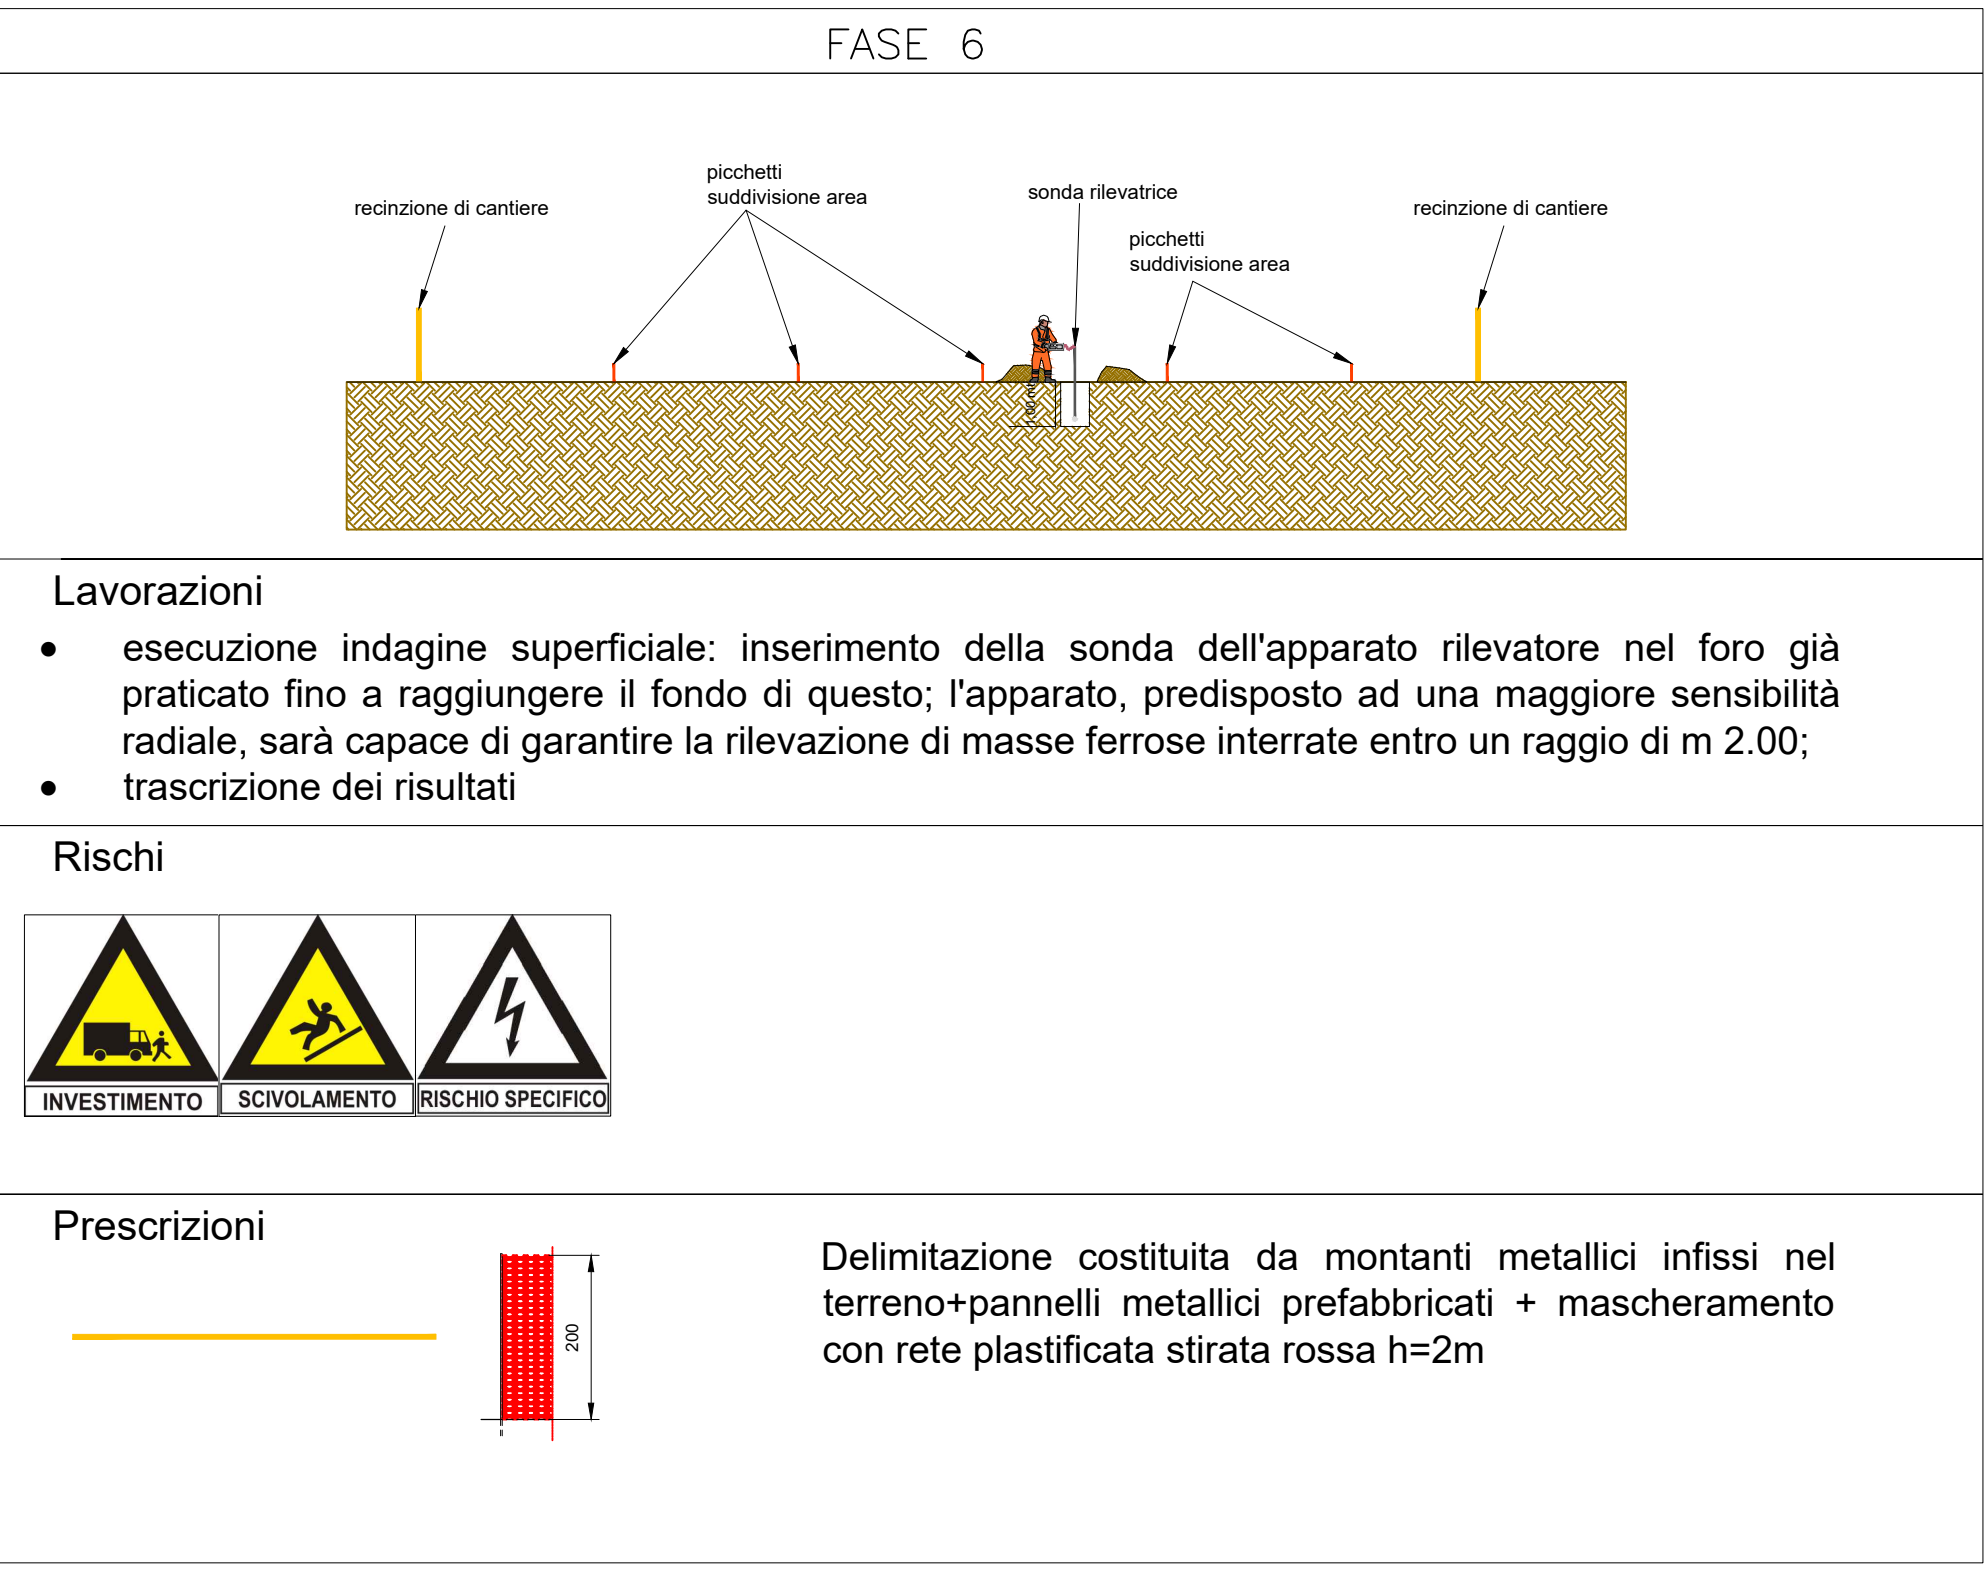 FASE 6
picchetti
suddivisione area
sonda rilevatrice
recinzione di cantiere
recinzione di cantiere
picchetti
suddivisione area
1,00 mt
Lavorazioni
• esecuzione indagine superficiale: inserimento della sonda dell'apparato rilevatore nel foro già
praticato fino a raggiungere il fondo di questo; l'apparato, predisposto ad una maggiore sensibilità
radiale, sarà capace di garantire la rilevazione di masse ferrose interrate entro un raggio di m 2.00;
• trascrizione dei risultati
Rischi
INVESTIMENTO
SCIVOLAMENTO
RISCHIO SPECIFICO
Prescrizioni
200
Delimitazione costituita da montanti metallici infissi nel
terreno+pannelli metallici prefabbricati + mascheramento
con rete plastificata stirata rossa h=2m